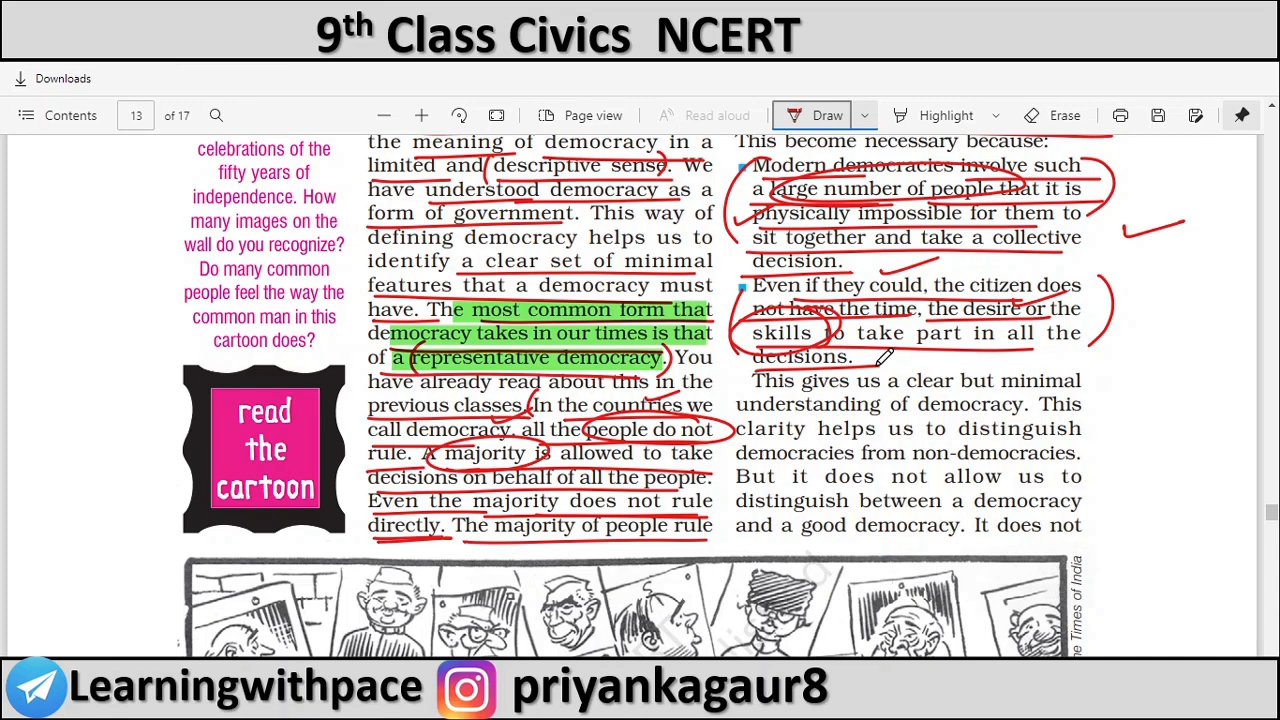 9th Class Civics NCERT
Downloads
Contents 13 of 17 Page view Read aloud Draw Highlight Erase
celebrations of the
fifty years of
independence. How
many images on the
wall do you recognize?
Do many common
people feel the way the
common man in this
cartoon does?
read
the
cartoon
the meaning of democracy in a
limited and descriptive sense. We
have understood democracy as a
form of government. This way of
defining democracy helps us to
identify a clear set of minimal
features that a democracy must
have. The most common form that
democracy takes in our times is that
of a representative democracy. You
have already read about this in the
previous classes. In the countries we
call democracy, all the people do not
rule. A majority is allowed to take
decisions on behalf of all the people.
Even the majority does not rule
directly. The majority of people rule
This become necessary because:
Modern democracies involve such
a large number of people that it is
physically impossible for them to
sit together and take a collective
decision.
Even if they could, the citizen does
not have the time, the desire or the
skills to take part in all the
decisions.
This gives us a clear but minimal
understanding of democracy. This
clarity helps us to distinguish
democracies from non-democracies.
But it does not allow us to
distinguish between a democracy
and a good democracy. It does not
Times of India
Learningwithpace
priyankagaur8